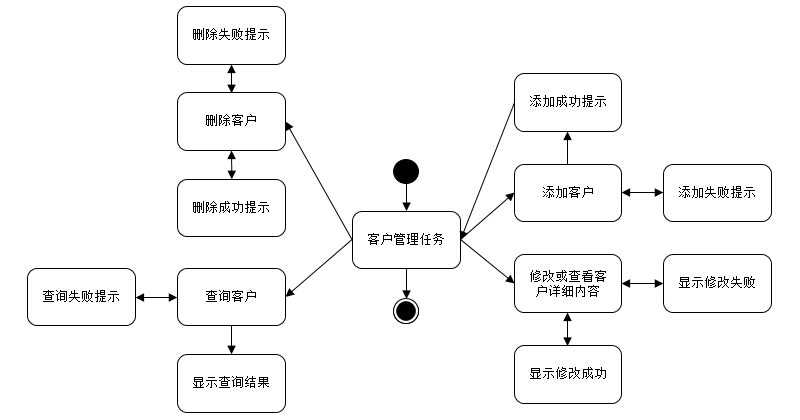 删除失败提示
删除客户
删除成功提示
添加成功提示
添加客户
添加失败提示
客户管理任务
查询失败提示
查询客户
修改或查看客
户详细内容
显示修改失败
显示查询结果
显示修改成功